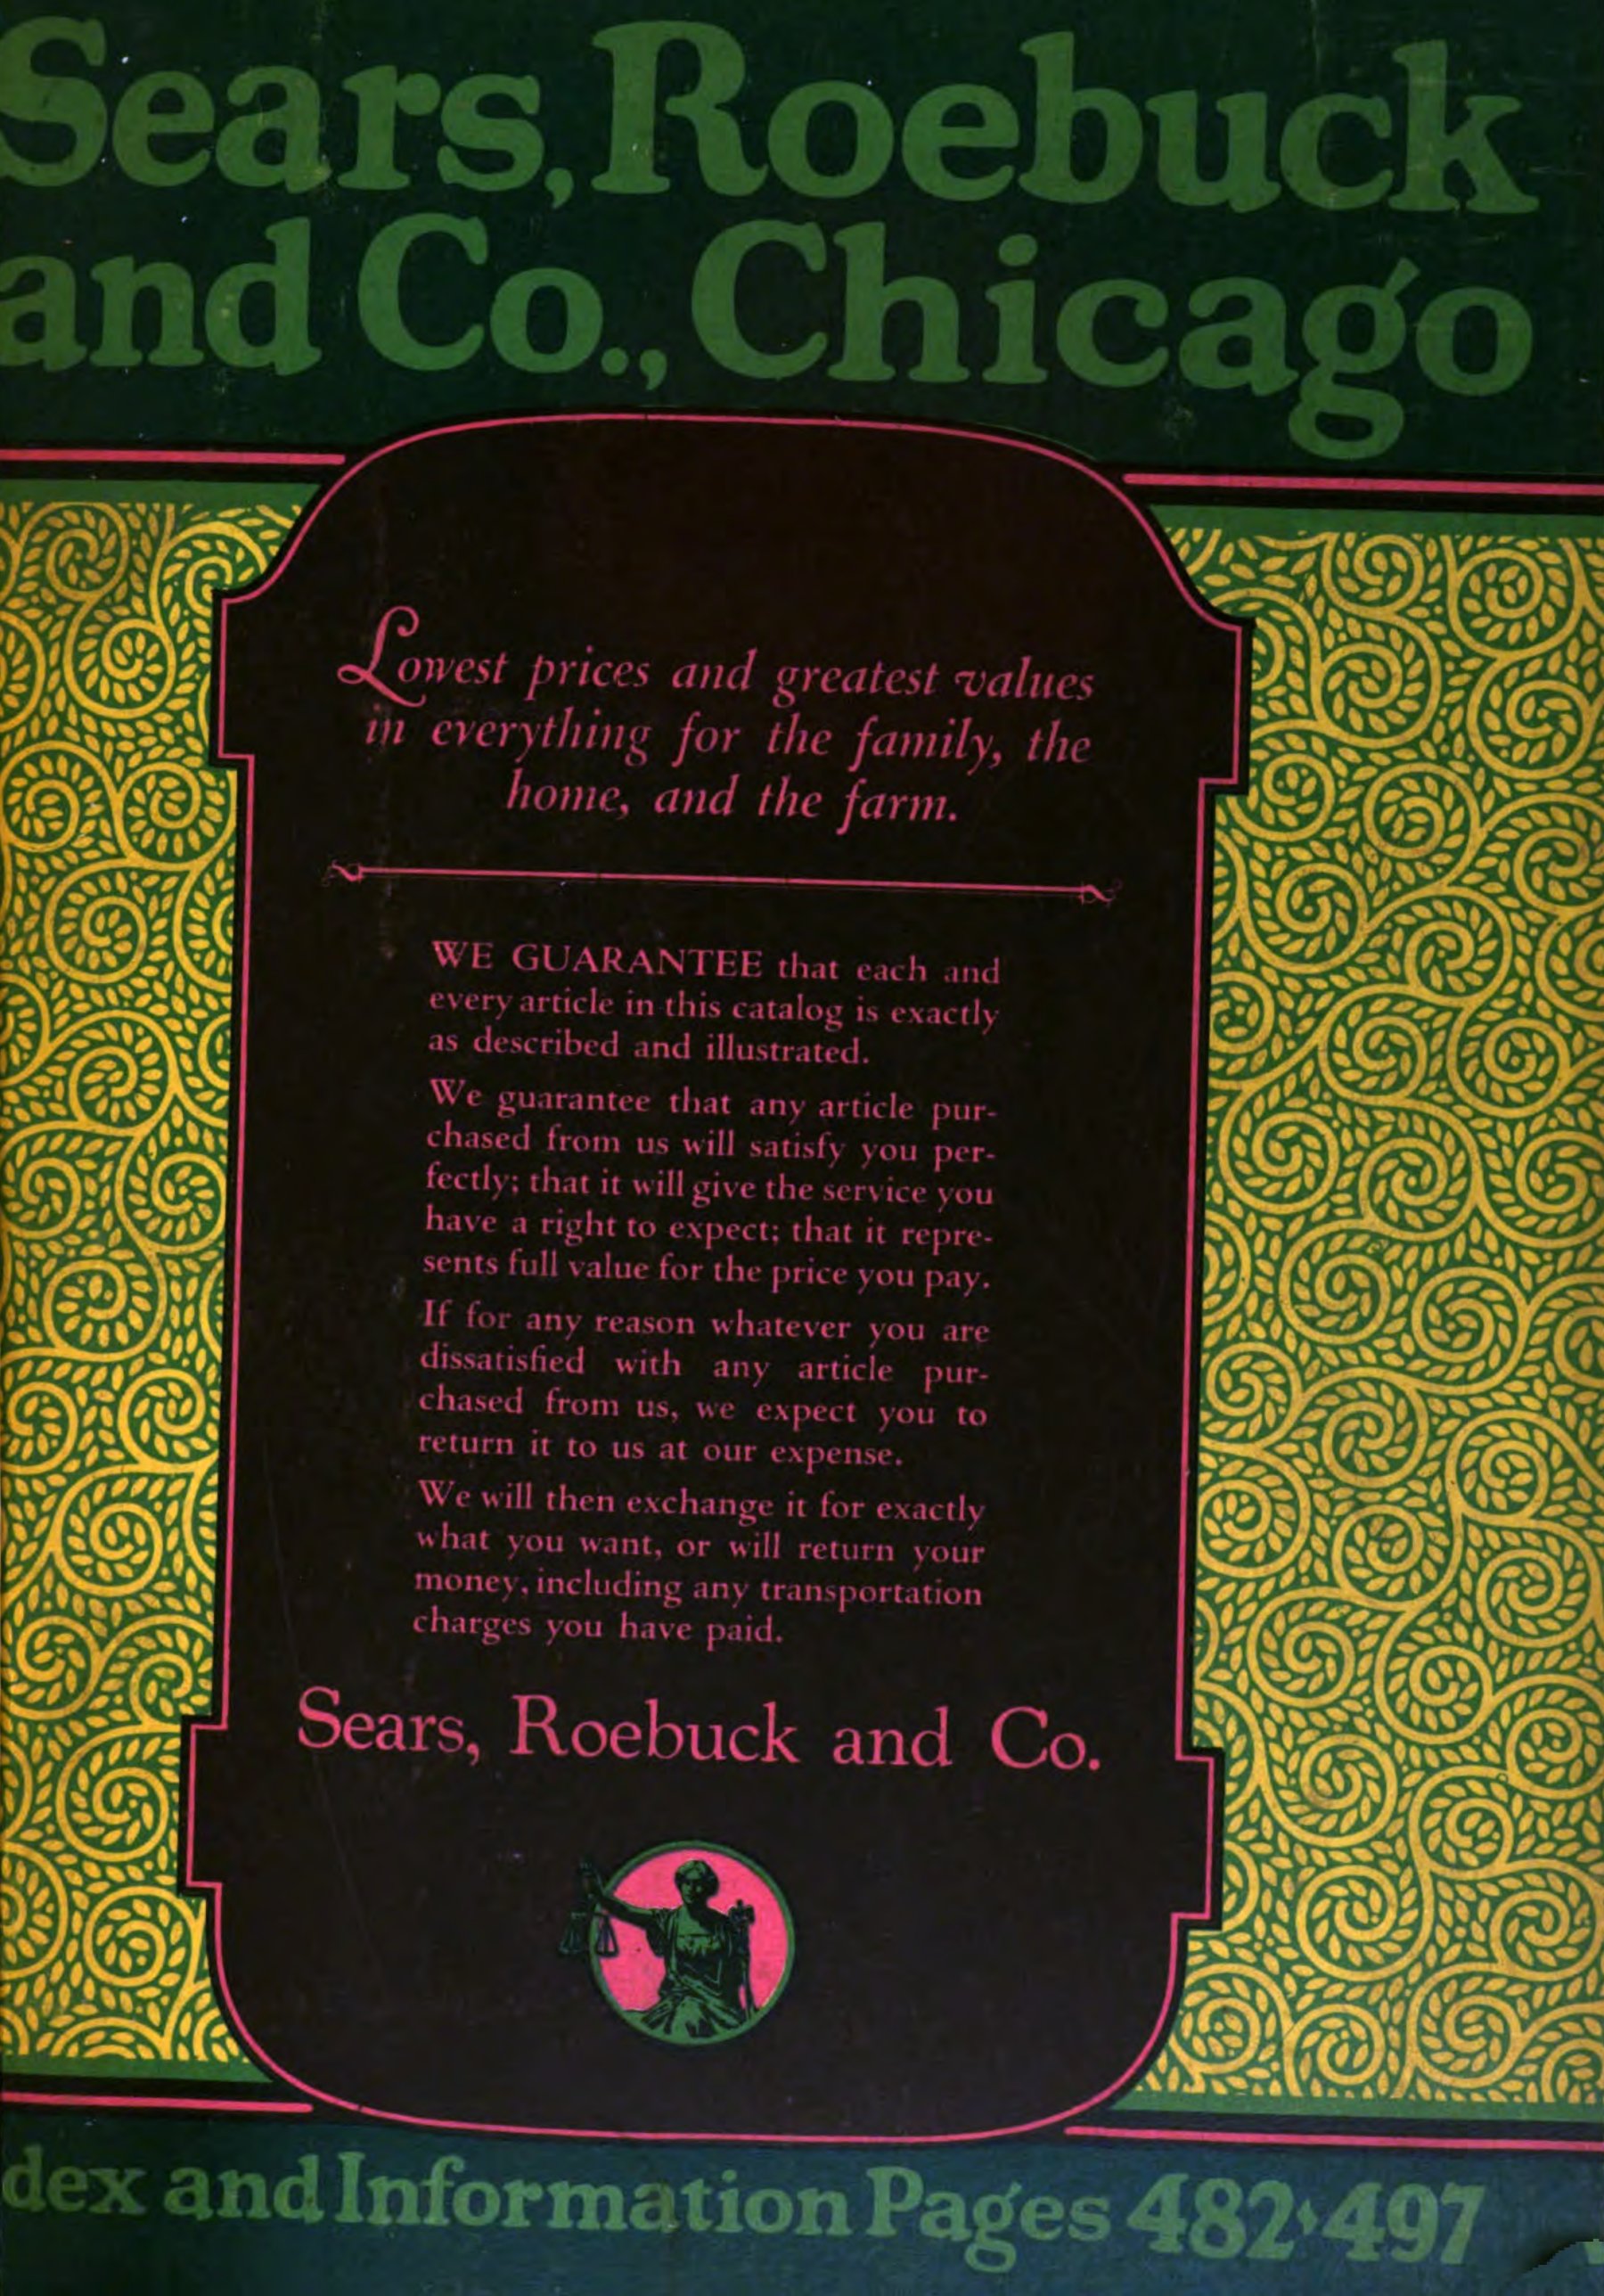 Sears, Roebuck
and Co., Chicago
Lowest prices and greatest values
in everything for the family, the
home, and the farm.
WE GUARANTEE that each and
every article in this catalog is exactly
as described and illustrated.
We guarantee that any article pur-
chased from us will satisfy you per-
fectly; that it will give the service you
have a right to expect; that it repre-
sents full value for the price you pay.
If for any reason whatever you are
dissatisfied with any article pur-
chased from us, we expect you to
return it to us at our expense.
We will then exchange it for exactly
what you want, or will return your
money, including any transportation
charges you have paid.
Sears, Roebuck and Co.
dex and Information Pages 482-497